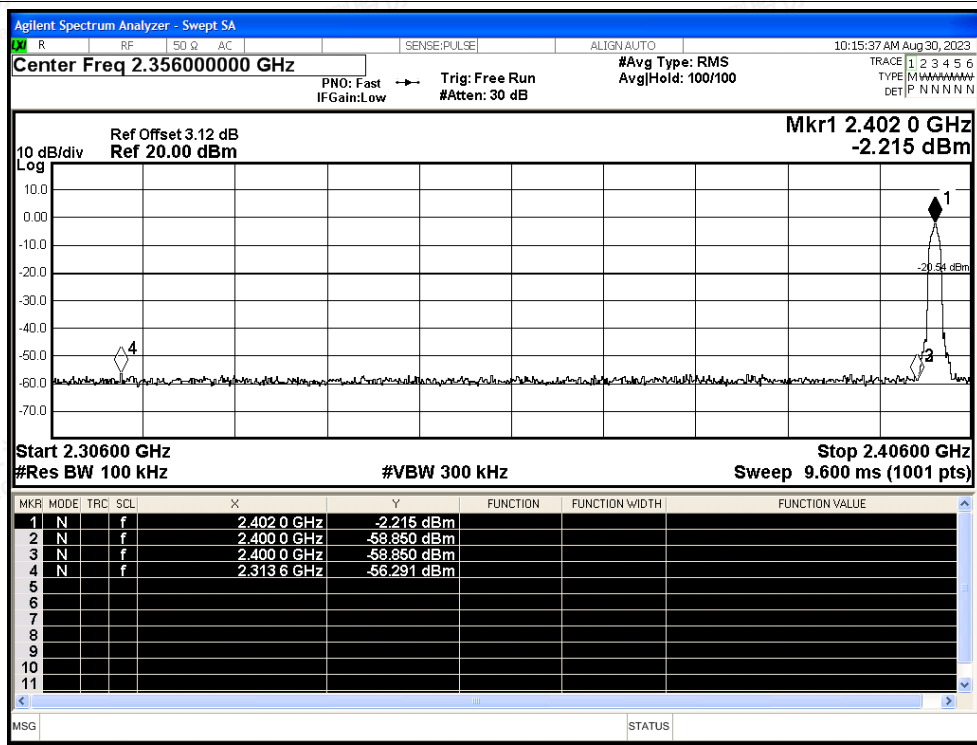 Agilent Spectrum Analyzer - Swept SA
LXI R RF 50 Ω AC SENSE:PULSE ALIGN AUTO 10:15:37 AM Aug 30, 2023
Center Freq 2.356000000 GHz
PNO: Fast
IFGain:Low
Trig: Free Run
#Atten: 30 dB
#Avg Type: RMS
Avg|Hold: 100/100
TRACE 1 2 3 4 5 6
TYPE M
DET P N N N N N
Mkr1 2.402 0 GHz
-2.215 dBm
Ref Offset 3.12 dB
10 dB/div Ref 20.00 dBm
Log
10.0
0.00
-10.0
-20.0
-30.0
-40.0
-50.0
-60.0
-70.0
1
-20.54 dBm
4
Start 2.30600 GHz Stop 2.40600 GHz
#Res BW 100 kHz #VBW 300 kHz Sweep 9.600 ms (1001 pts)
MKR MODE TRC SCL X Y FUNCTION FUNCTION WIDTH FUNCTION VALUE
1 N f 2.402 0 GHz -2.215 dBm
2 N f 2.400 0 GHz -58.850 dBm
3 N f 2.400 0 GHz -58.850 dBm
4 N f 2.313 6 GHz -56.291 dBm
5
6
7
8
9
10
11
MSG STATUS